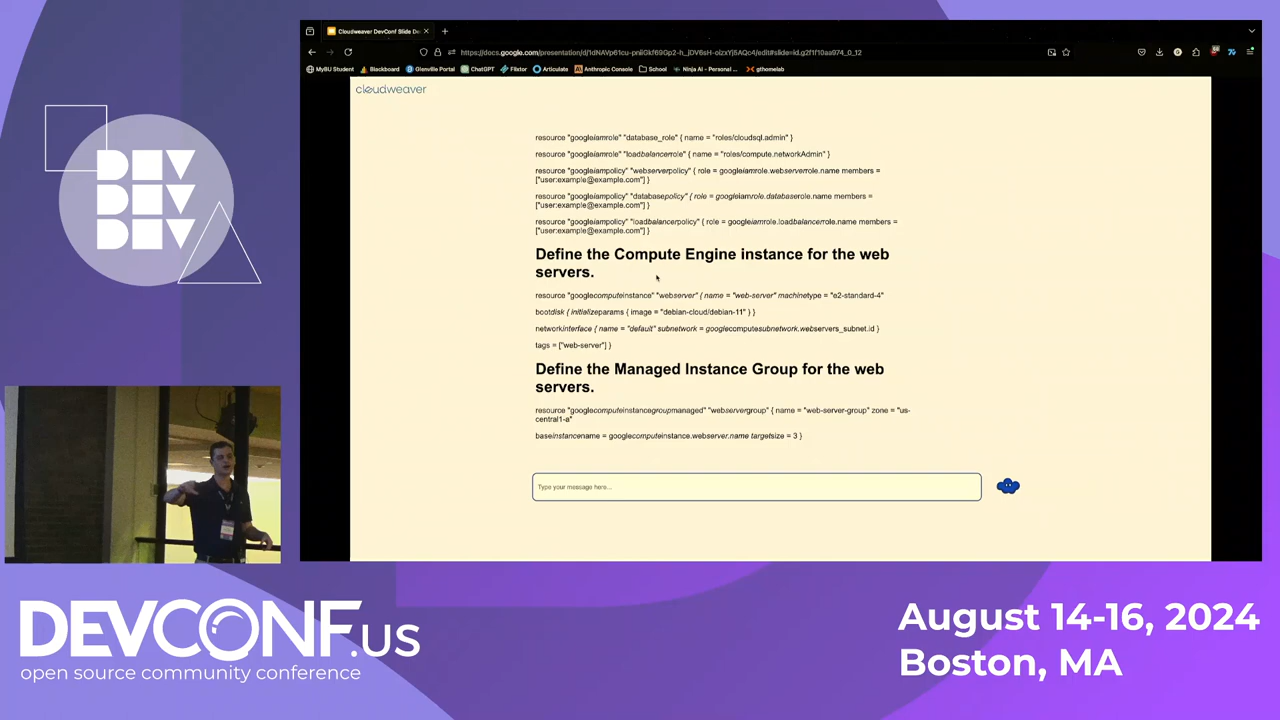 Cloudweaver DevConf Slide De
https://docs.google.com/presentation/d/1dNAVp61cu-pniiGkf69Gp2-h_jDV6sH-oizxYj5AQc4/edit#slide=id.g2f1f10aa974_0_12
MyBU Student Blackboard Glenville Portal ChatGPT Flixtor Articulate Anthropic Console School Ninja Ai - Personal ... gthomelab
cloudweaver
resource "googleiamrole" "database_role" { name = "roles/cloudsql.admin" }
resource "googleiamrole" "loadbalancerrole" { name = "roles/compute.networkAdmin" }
resource "googleiampolicy" "webserverpolicy" { role = googleiamrole.webserverrole.name members =
["user:example@example.com"] }
resource "googleiampolicy" "databasepolicy" { role = googleiamrole.databaserole.name members =
["user:example@example.com"] }
resource "googleiampolicy" "loadbalancerpolicy" { role = googleiamrole.loadbalancerrole.name members =
["user:example@example.com"] }
Define the Compute Engine instance for the web
servers.
resource "googlecomputeinstance" "webserver" { name = "web-server" machinetype = "e2-standard-4"
bootdisk { initializeparams { image = "debian-cloud/debian-11" } }
networkinterface { name = "default" subnetwork = googlecomputesubnetwork.webservers_subnet.id }
tags = ["web-server"] }
Define the Managed Instance Group for the web
servers.
resource "googlecomputeinstancegroupmanaged" "webservergroup" { name = "web-server-group" zone = "us-
central1-a"
baseinstancename = googlecomputeinstance.webserver.name targetsize = 3 }
Type your message here...
DEV
DEV
DEVCONF.us
open source community conference
August 14-16, 2024
Boston, MA